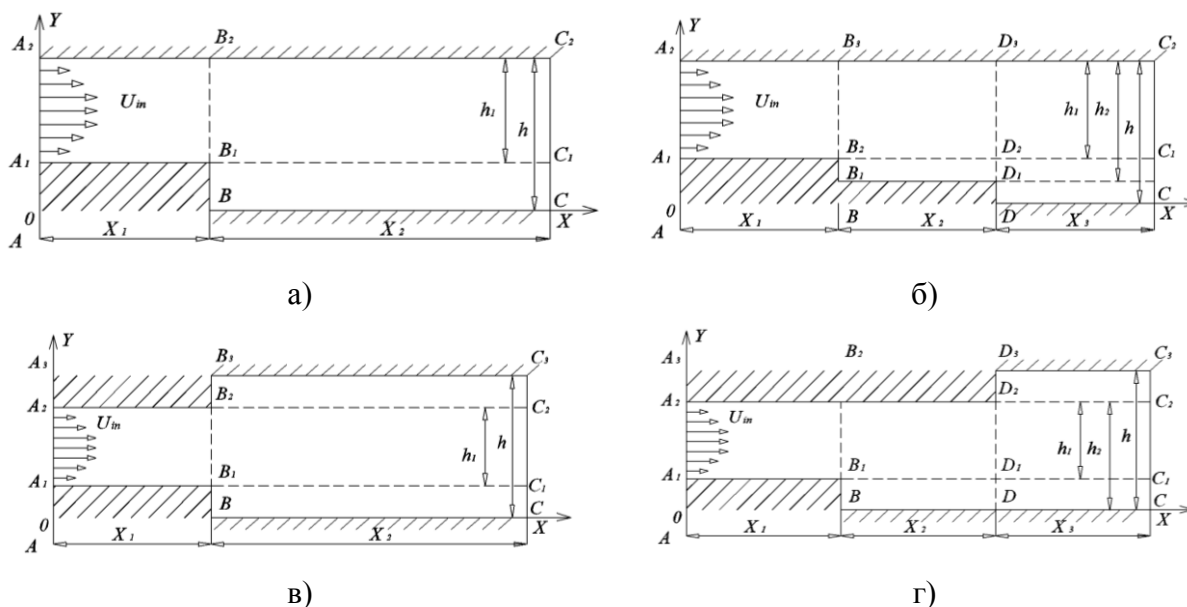 Y Y
A₂ B₂ C₂ A₂ B₃ D₃ C₂
U_in h₁ h U_in h₁ h₂ h
A₁ B₁ C₁ A₁ B₂ D₂ C₁
B₁ D₁
B C C
0 X₁ X₂ X 0 X₁ B X₂ D X₃ X
A A
а) б)
Y Y
A₃ B₃ C₃ A₃ B₂ D₃ C₃
A₂ B₂ C₂ A₂ D₂ C₂
U_in h₁ h U_in h₁ h₂ h
A₁ B₁ C₁ A₁ B₁ D₁ C₁
0 B C 0 B D C
A X₁ X₂ X A X₁ X₂ X₃ X
в) г)